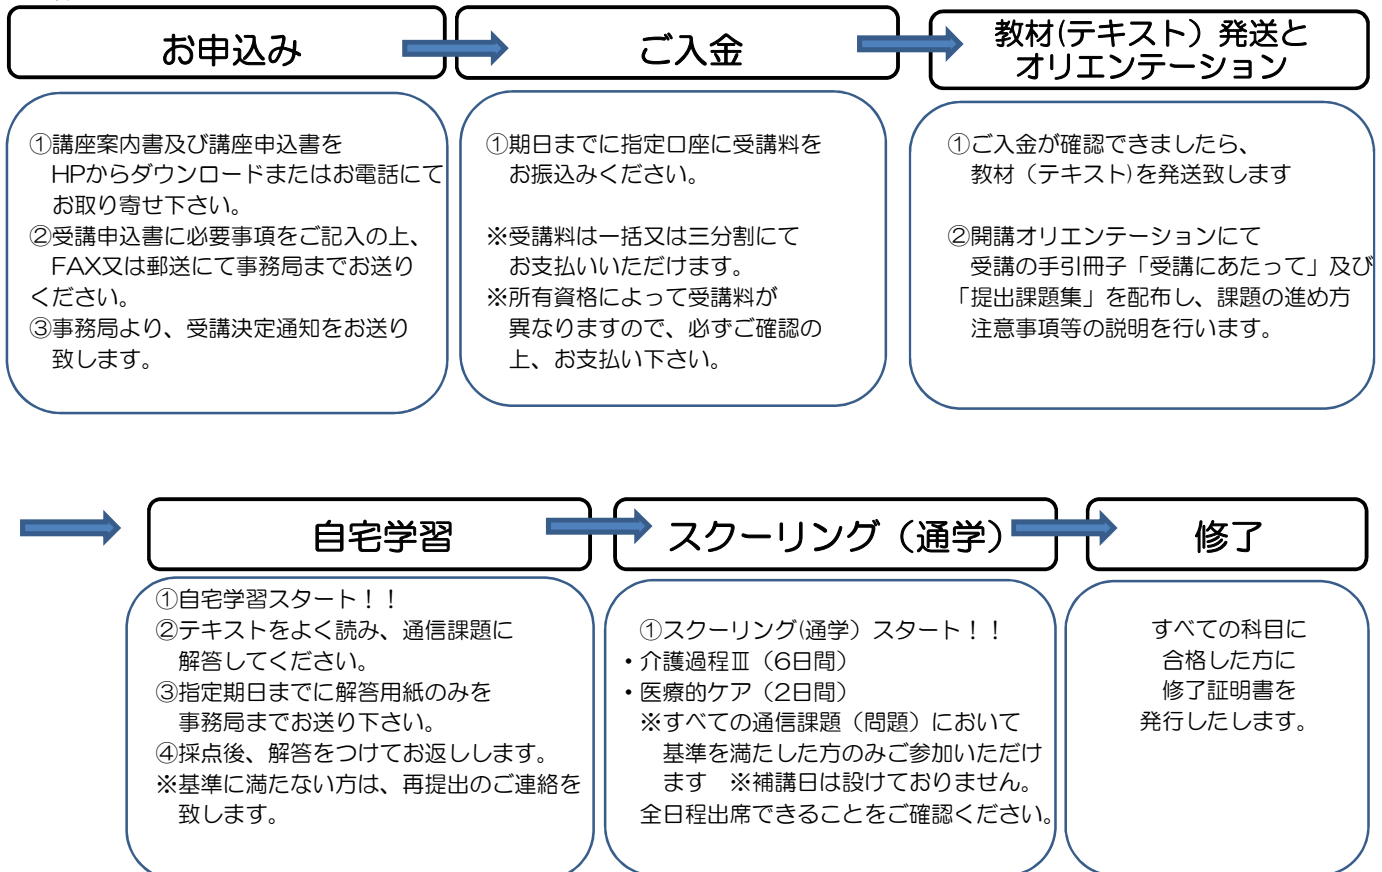 お申込み
①講座案内書及び講座申込書を
HPからダウンロードまたはお電話にて
お取り寄せ下さい。
②受講申込書に必要事項をご記入の上、
FAX又は郵送にて事務局までお送り
ください。
③事務局より、受講決定通知をお送り
致します。
ご入金
①期日までに指定口座に受講料を
お振込みください。
※受講料は一括又は三分割にて
お支払いいただけます。
※所有資格によって受講料が
異なりますので、必ずご確認の
上、お支払い下さい。
教材(テキスト）発送と
オリエンテーション
①ご入金が確認できましたら、
教材（テキスト)を発送致します
②開講オリエンテーションにて
受講の手引冊子「受講にあたって」及び
「提出課題集」を配布し、課題の進め方
注意事項等の説明を行います。
自宅学習
①自宅学習スタート！！
②テキストをよく読み、通信課題に
解答してください。
③指定期日までに解答用紙のみを
事務局までお送り下さい。
④採点後、解答をつけてお返しします。
※基準に満たない方は、再提出のご連絡を
致します。
スクーリング（通学）
①スクーリング(通学）スタート！！
・介護過程Ⅲ（6日間）
・医療的ケア（2日間）
※すべての通信課題（問題）において
基準を満たした方のみご参加いただけ
ます　※補講日は設けておりません。
全日程出席できることをご確認ください。
修了
すべての科目に
合格した方に
修了証明書を
発行したします。